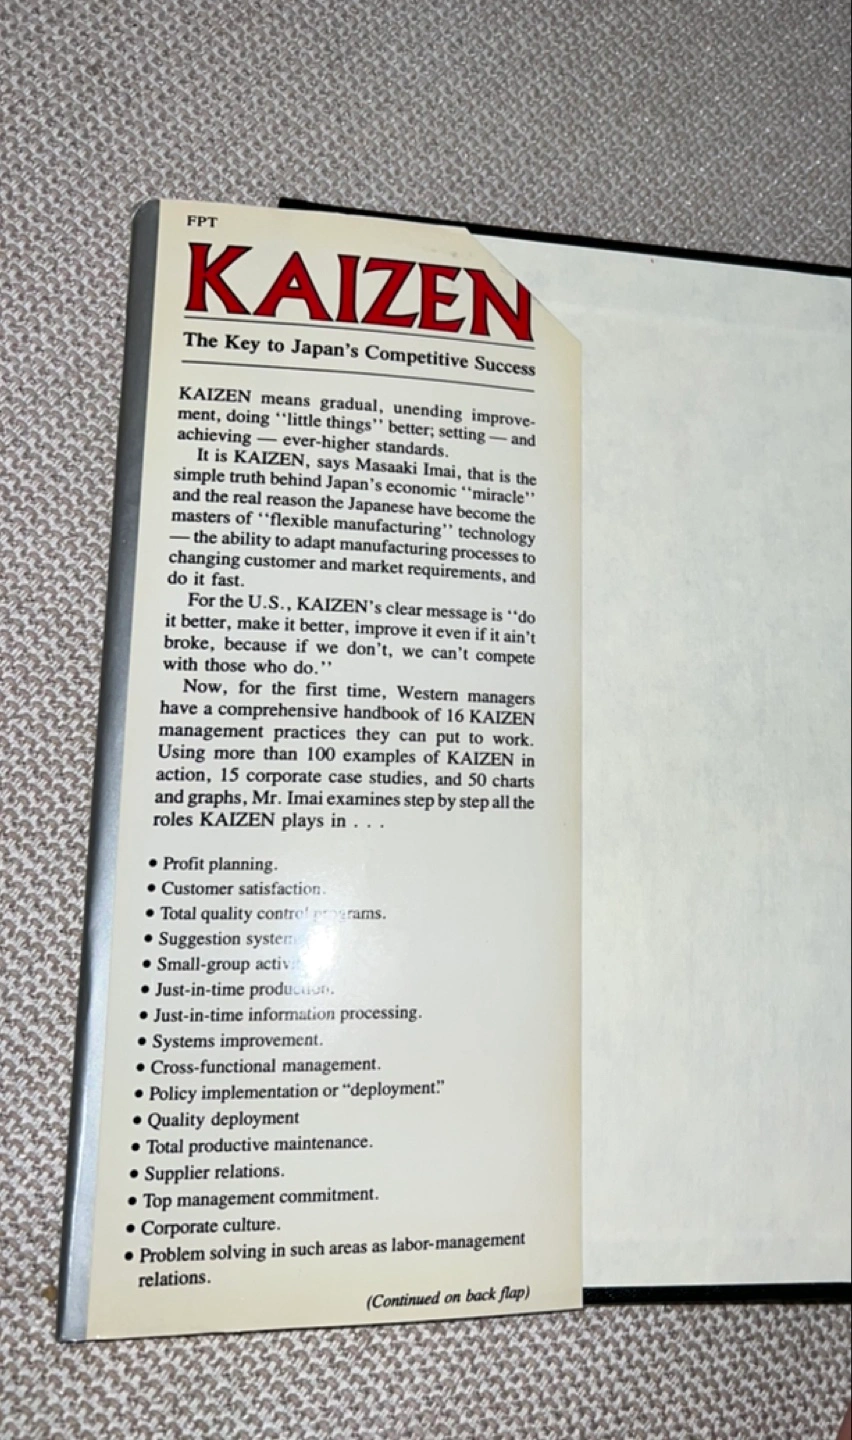 FPT
KAIZEN
The Key to Japan's Competitive Success
KAIZEN means gradual, unending improve-
ment, doing "little things" better; setting — and
achieving — ever-higher standards.
It is KAIZEN, says Masaaki Imai, that is the
simple truth behind Japan's economic "miracle"
and the real reason the Japanese have become the
masters of "flexible manufacturing" technology
— the ability to adapt manufacturing processes to
changing customer and market requirements, and
do it fast.
For the U.S., KAIZEN's clear message is "do
it better, make it better, improve it even if it ain't
broke, because if we don't, we can't compete
with those who do."
Now, for the first time, Western managers
have a comprehensive handbook of 16 KAIZEN
management practices they can put to work.
Using more than 100 examples of KAIZEN in
action, 15 corporate case studies, and 50 charts
and graphs, Mr. Imai examines step by step all the
roles KAIZEN plays in . . .
• Profit planning.
• Customer satisfaction.
• Total quality control programs.
• Suggestion
• Small-group
• Just-in-time production.
• Just-in-time information processing.
• Systems improvement.
• Cross-functional management.
• Policy implementation or "deployment."
• Quality deployment
• Total productive maintenance.
• Supplier relations.
• Top management commitment.
• Corporate culture.
• Problem solving in such areas as labor-management
relations.
(Continued on back flap)